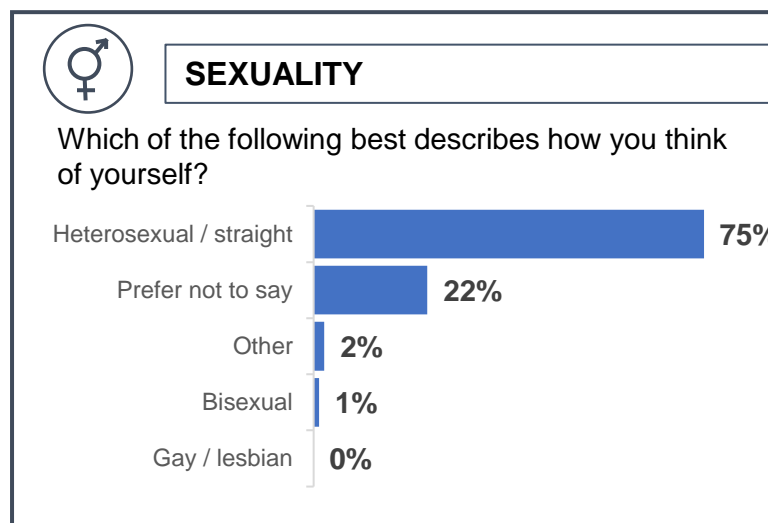 SEXUALITY
Which of the following best describes how you think
of yourself?
Heterosexual / straight 75%
Prefer not to say 22%
Other 2%
Bisexual 1%
Gay / lesbian 0%